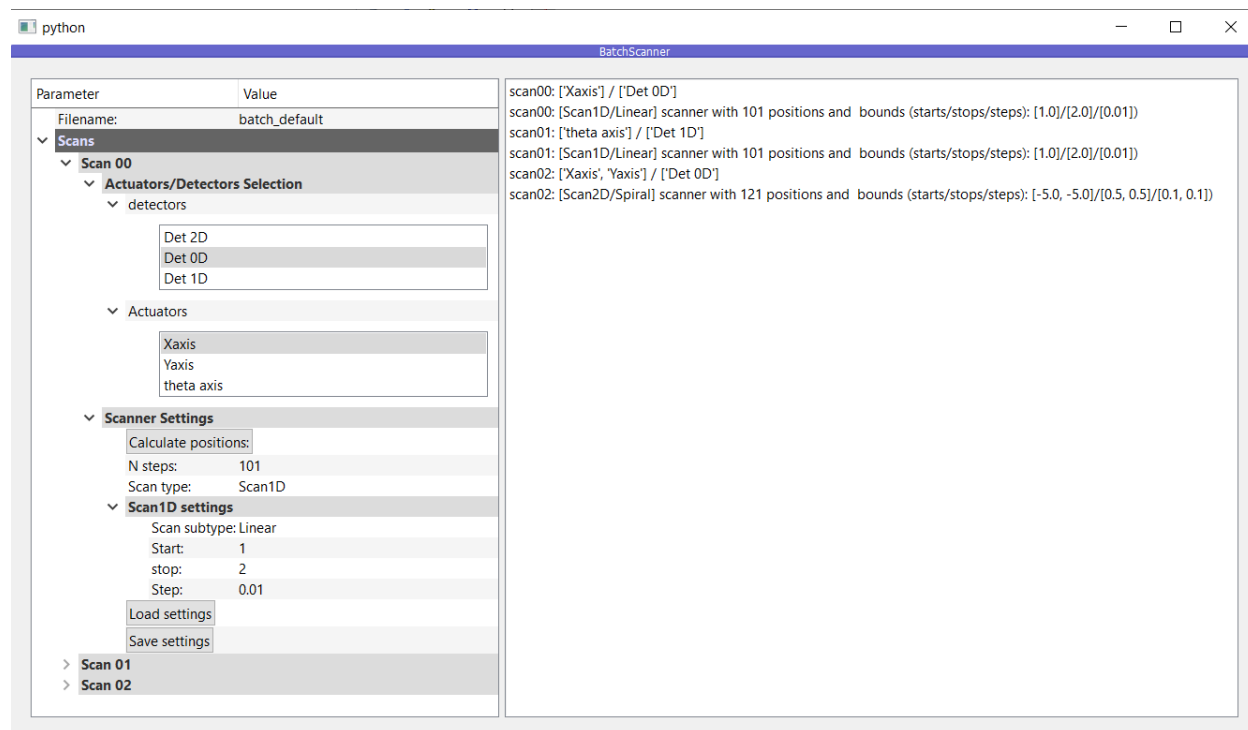 python
BatchScanner
Parameter Value
Filename: batch_default
Scans
Scan 00
Actuators/Detectors Selection
detectors
Det 2D
Det 0D
Det 1D
Actuators
Xaxis
Yaxis
theta axis
Scanner Settings
Calculate positions:
N steps: 101
Scan type: Scan1D
Scan1D settings
Scan subtype: Linear
Start: 1
stop: 2
Step: 0.01
Load settings
Save settings
Scan 01
Scan 02
scan00: ['Xaxis'] / ['Det 0D']
scan00: [Scan1D/Linear] scanner with 101 positions and  bounds (starts/stops/steps): [1.0]/[2.0]/[0.01])
scan01: ['theta axis'] / ['Det 1D']
scan01: [Scan1D/Linear] scanner with 101 positions and  bounds (starts/stops/steps): [1.0]/[2.0]/[0.01])
scan02: ['Xaxis', 'Yaxis'] / ['Det 0D']
scan02: [Scan2D/Spiral] scanner with 121 positions and  bounds (starts/stops/steps): [-5.0, -5.0]/[0.5, 0.5]/[0.1, 0.1])